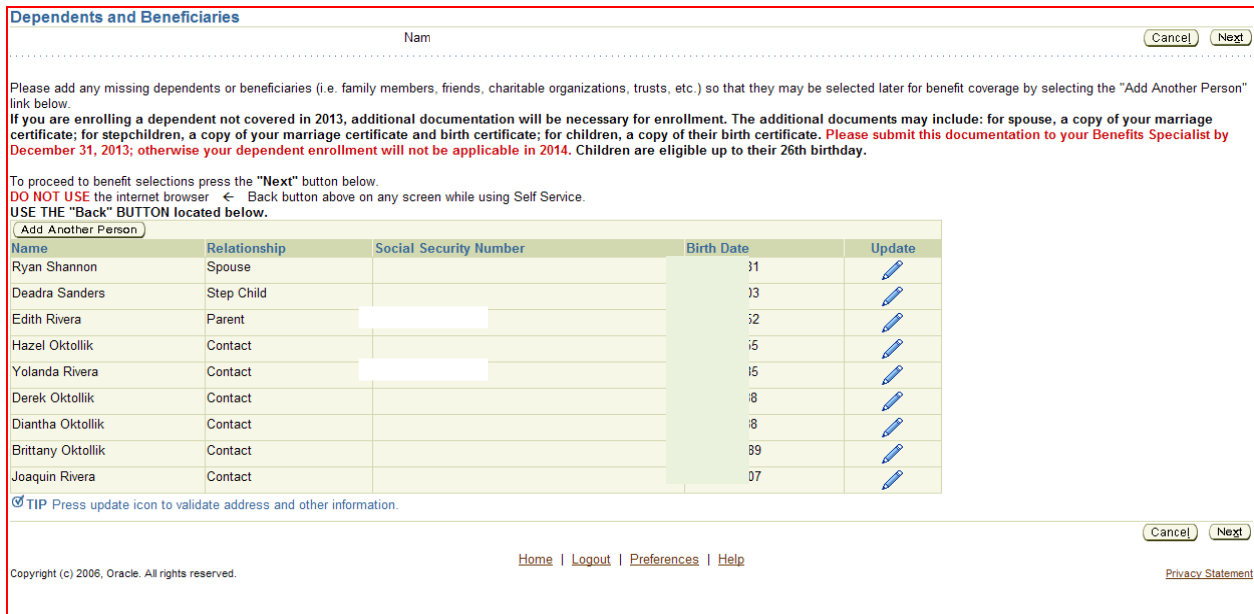 Dependents and Beneficiaries
Nam
Cancel Next
Please add any missing dependents or beneficiaries (i.e. family members, friends, charitable organizations, trusts, etc.) so that they may be selected later for benefit coverage by selecting the "Add Another Person"
link below.
If you are enrolling a dependent not covered in 2013, additional documentation will be necessary for enrollment. The additional documents may include: for spouse, a copy of your marriage
certificate; for stepchildren, a copy of your marriage certificate and birth certificate; for children, a copy of their birth certificate. Please submit this documentation to your Benefits Specialist by
December 31, 2013; otherwise your dependent enrollment will not be applicable in 2014. Children are eligible up to their 26th birthday.
To proceed to benefit selections press the "Next" button below.
DO NOT USE the internet browser ← Back button above on any screen while using Self Service.
USE THE "Back" BUTTON located below.
Add Another Person
Name Relationship Social Security Number Birth Date Update
Ryan Shannon Spouse 31
Deadra Sanders Step Child 03
Edith Rivera Parent 52
Hazel Oktollik Contact 55
Yolanda Rivera Contact 35
Derek Oktollik Contact 38
Diantha Oktollik Contact 38
Brittany Oktollik Contact 89
Joaquin Rivera Contact 07
TIP Press update icon to validate address and other information.
Cancel Next
Home | Logout | Preferences | Help
Copyright (c) 2006, Oracle. All rights reserved.
Privacy Statement